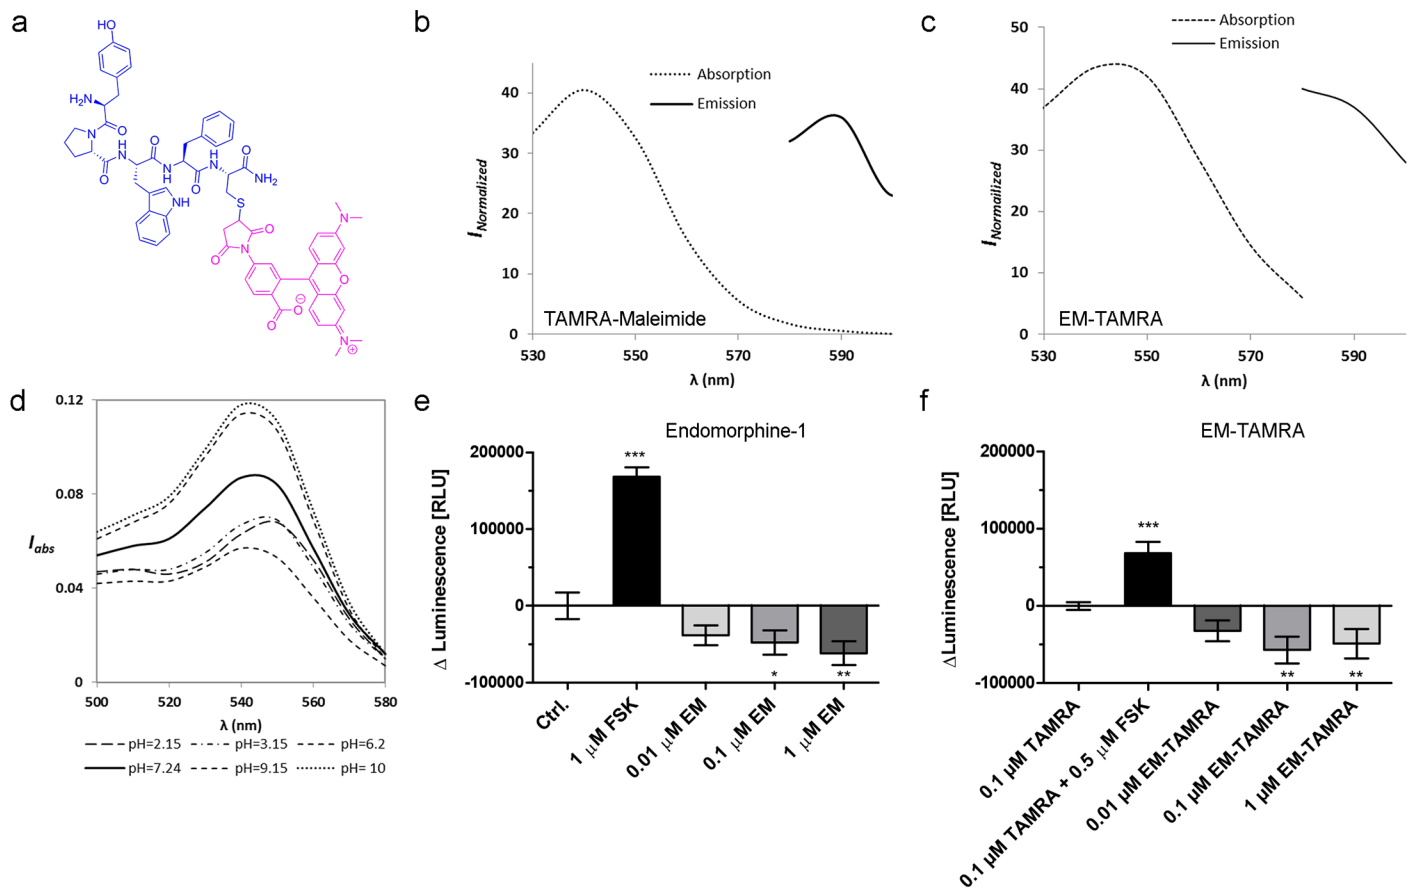 a
HO
H₂N
O
N
O
H
N
O
N
H
O
H
N
O
NH₂
O
NH
S
O
N
O
N
O
O
O
⊖
N
⊕
b
Absorption
Emission
40
30
20
10
0
I Normalized
TAMRA-Maleimide
530
550
570
590
λ (nm)
c
Absorption
Emission
50
40
30
20
10
0
I Normailized
EM-TAMRA
530
550
570
590
λ (nm)
d
0.12
0.08
0.04
0
I abs
500
520
540
560
580
λ (nm)
pH=2.15
pH=3.15
pH=6.2
pH=7.24
pH=9.15
pH= 10
e
Endomorphine-1
200000
100000
0
-100000
Δ Luminescence [RLU]
***
*
**
Ctrl.
1 µM FSK
0.01 µM EM
0.1 µM EM
1 µM EM
f
EM-TAMRA
200000
100000
0
-100000
ΔLuminescence [RLU]
***
**
**
0.1 µM TAMRA
0.1 µM TAMRA + 0.5 µM FSK
0.01 µM EM-TAMRA
0.1 µM EM-TAMRA
1 µM EM-TAMRA